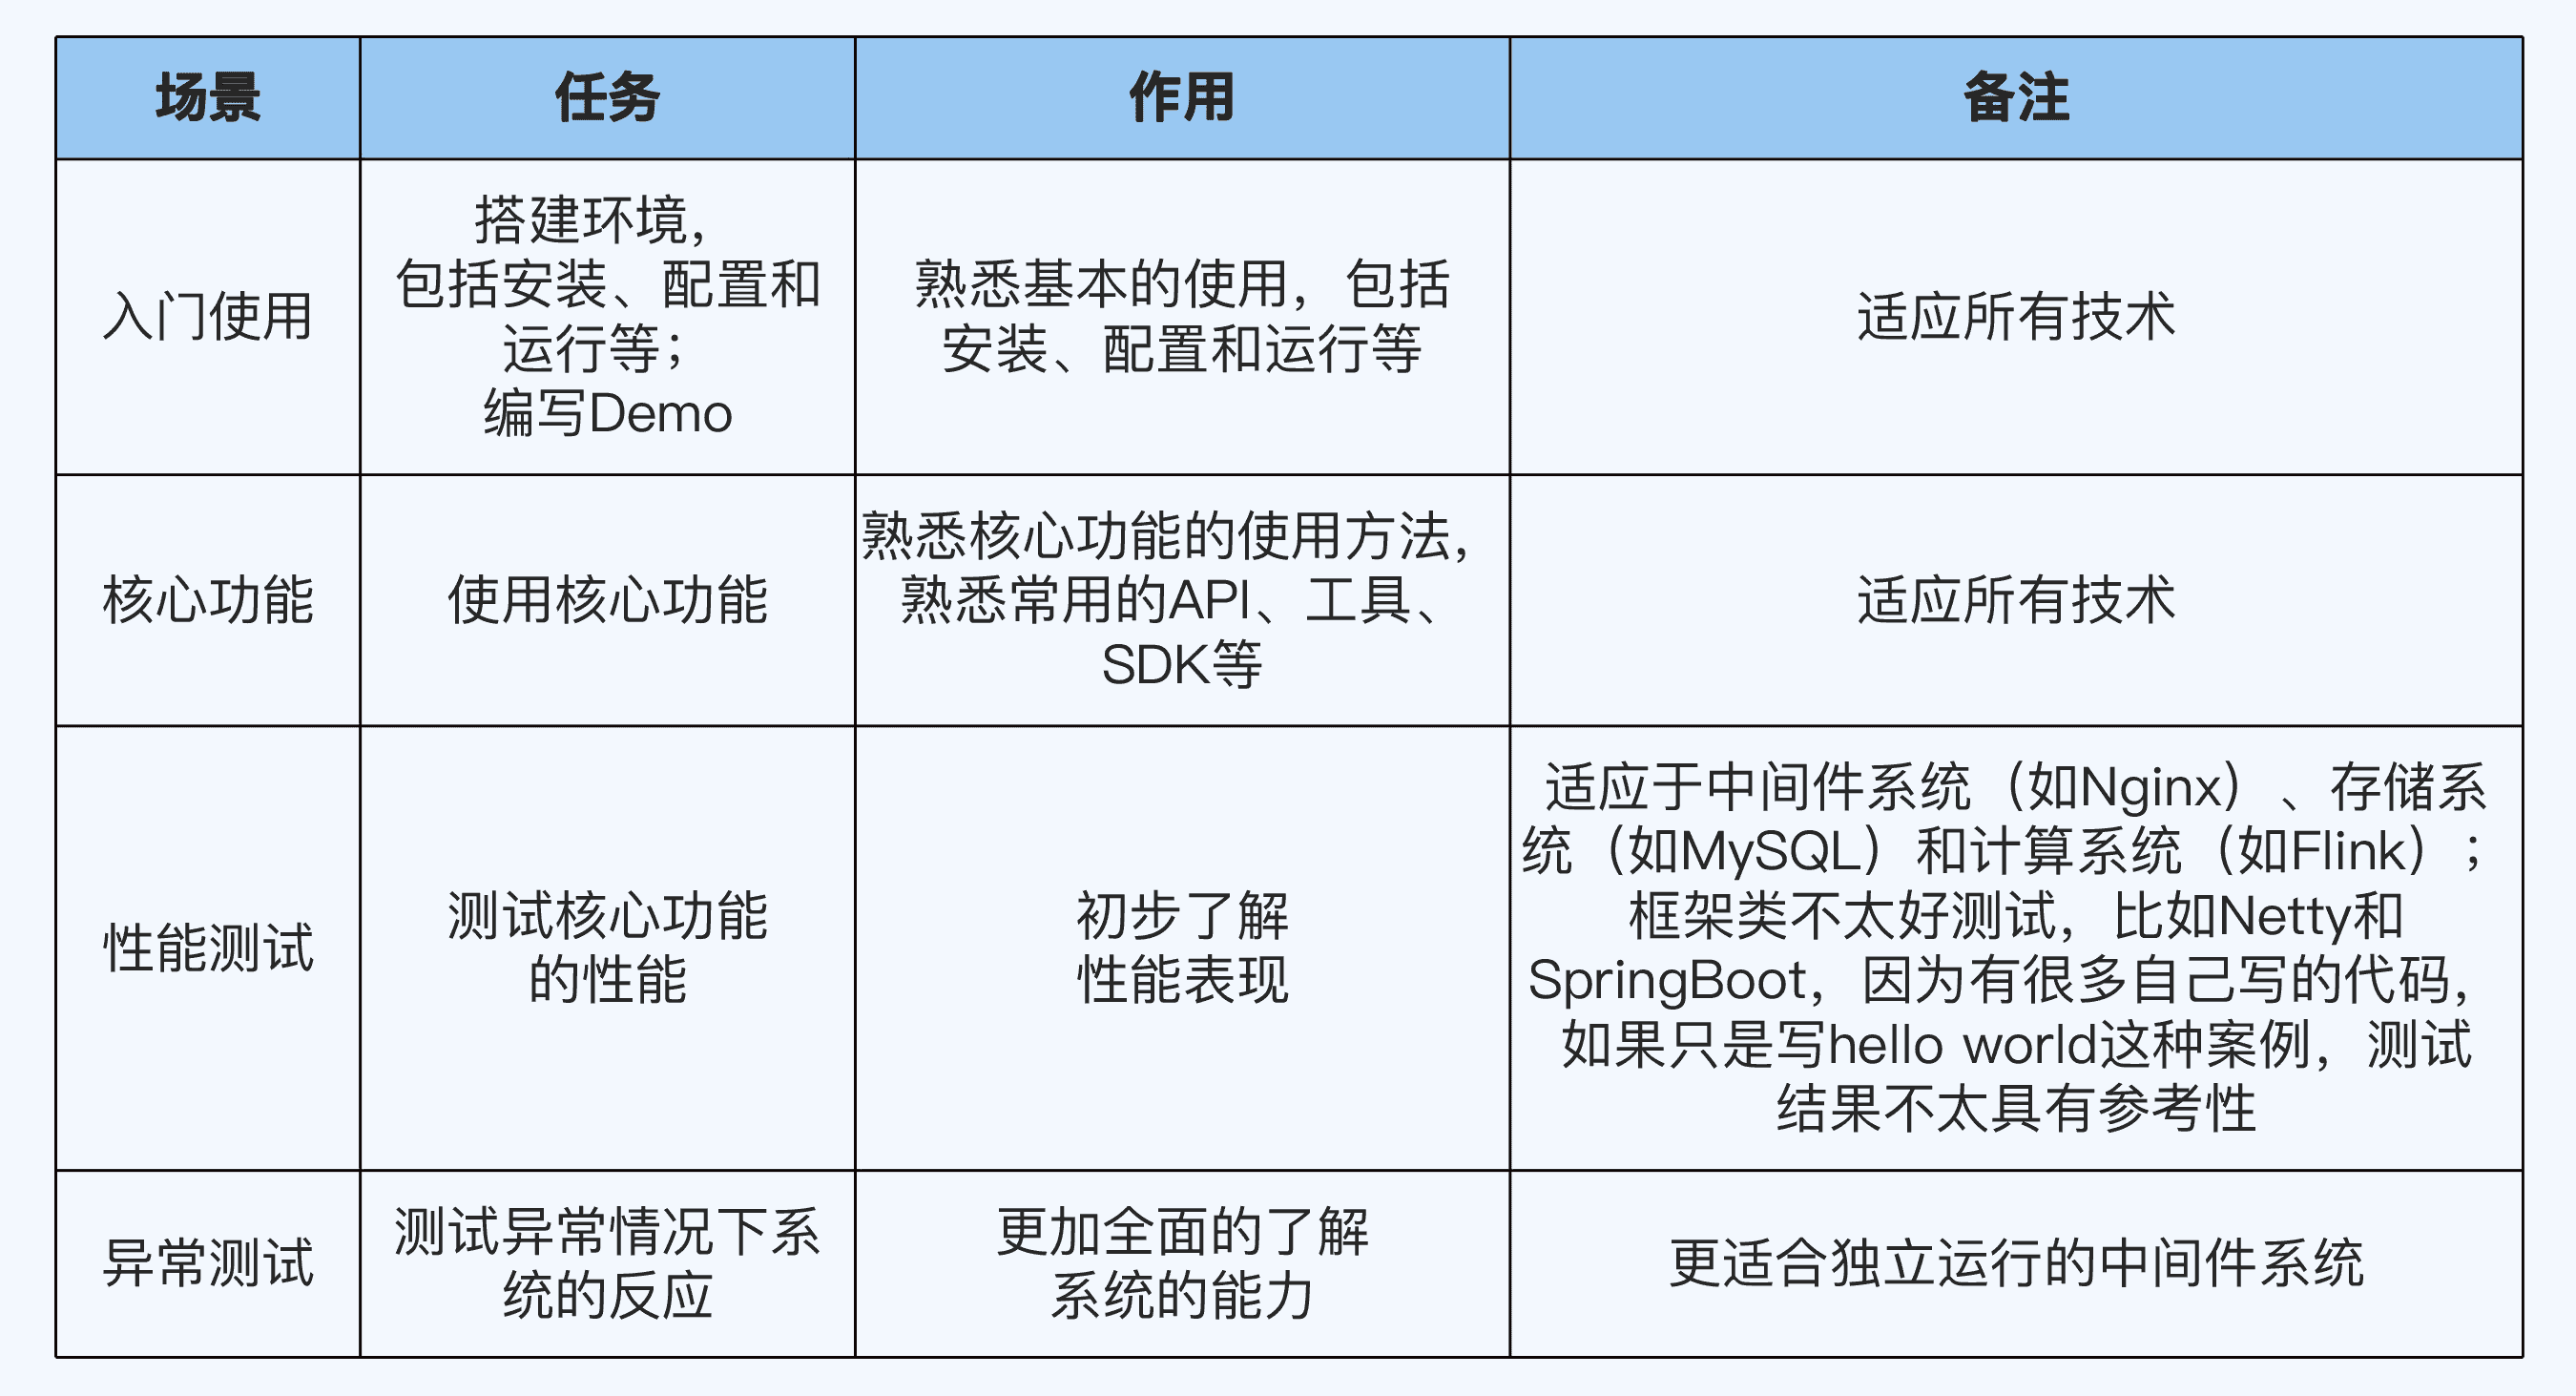 场景
任务
作用
备注
入门使用
搭建环境，
包括安装、配置和
运行等；
编写Demo
熟悉基本的使用，包括
安装、配置和运行等
适应所有技术
核心功能
使用核心功能
熟悉核心功能的使用方法，
熟悉常用的API、工具、
SDK等
适应所有技术
性能测试
测试核心功能
的性能
初步了解
性能表现
适应于中间件系统（如Nginx）、存储系
统（如MySQL）和计算系统（如Flink）；
框架类不太好测试，比如Netty和
SpringBoot，因为有很多自己写的代码，
如果只是写hello world这种案例，测试
结果不太具有参考性
异常测试
测试异常情况下系
统的反应
更加全面的了解
系统的能力
更适合独立运行的中间件系统